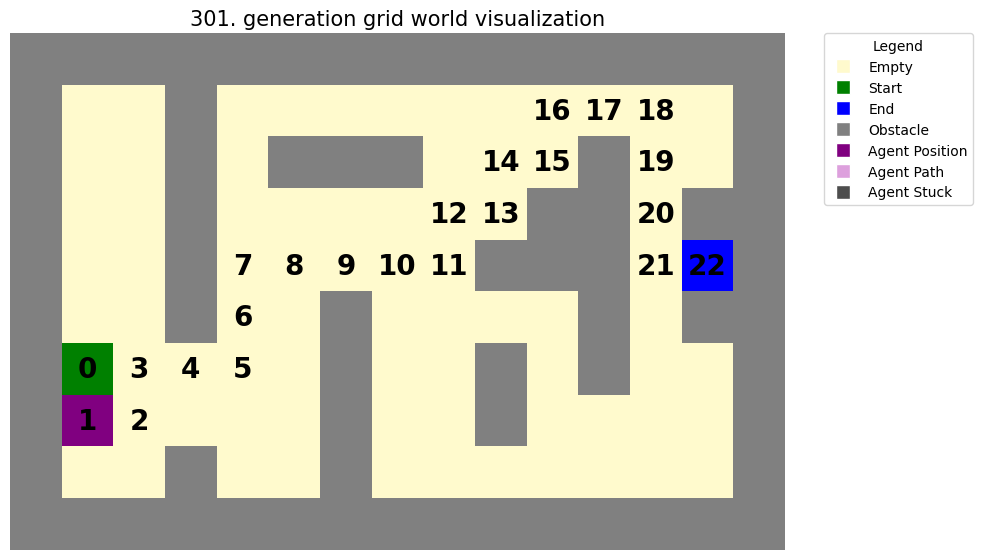 301. generation grid world visualization
Legend
Empty
Start
End
Obstacle
Agent Position
Agent Path
Agent Stuck
16 17 18
14 15 19
12 13 20
7 8 9 10 11 21 22
6
0 3 4 5
1 2